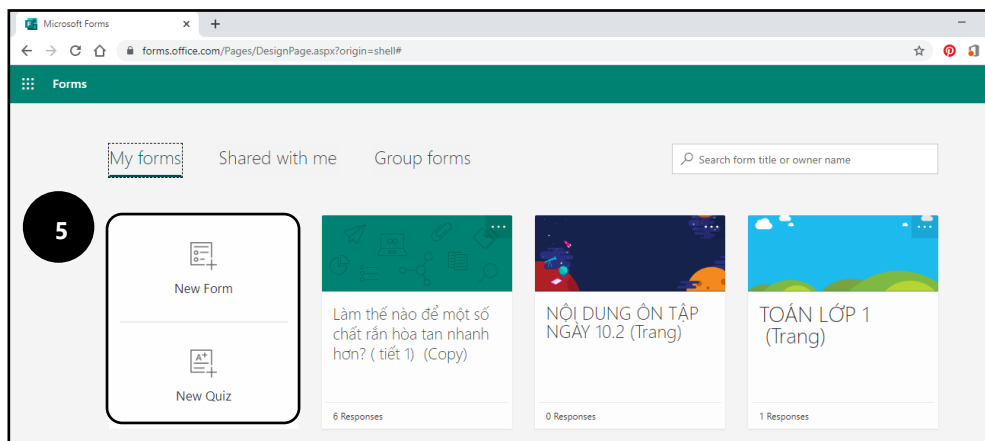 Microsoft Forms
forms.office.com/Pages/DesignPage.aspx?origin=shell#
Forms
My forms Shared with me Group forms
Search form title or owner name
5
New Form
New Quiz
A+
Làm thế nào để một số
chất rắn hòa tan nhanh
hơn? ( tiết 1) (Copy)
6 Responses
NỘI DUNG ÔN TẬP
NGÀY 10.2 (Trang)
0 Responses
TOÁN LỚP 1
(Trang)
1 Responses